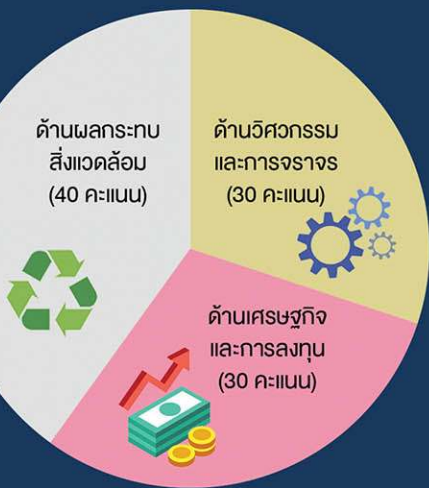 ด้านผลกระทบ
สิ่งแวดล้อม
(40 คะแนน)
ด้านวิศวกรรม
และการจราจร
(30 คะแนน)
ด้านเศรษฐกิจ
และการลงทุน
(30 คะแนน)